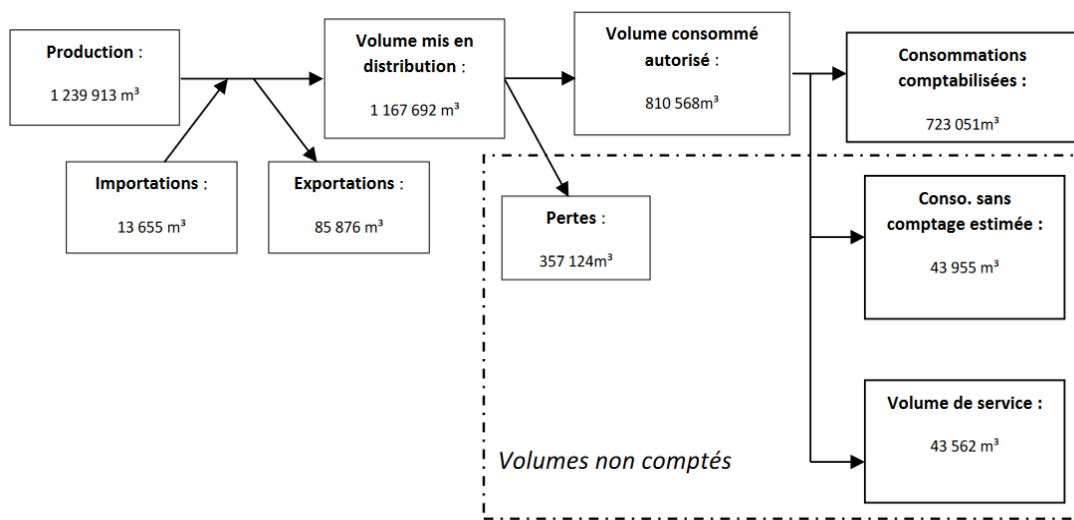 Production :
1 239 913 m³
Volume mis en
distribution :
1 167 692 m³
Volume consommé
autorisé :
810 568m³
Consommations
comptabilisées :
723 051m³
Importations :
13 655 m³
Exportations :
85 876 m³
Pertes :
357 124m³
Conso. sans
comptage estimée :
43 955 m³
Volume de service :
43 562 m³
Volumes non comptés